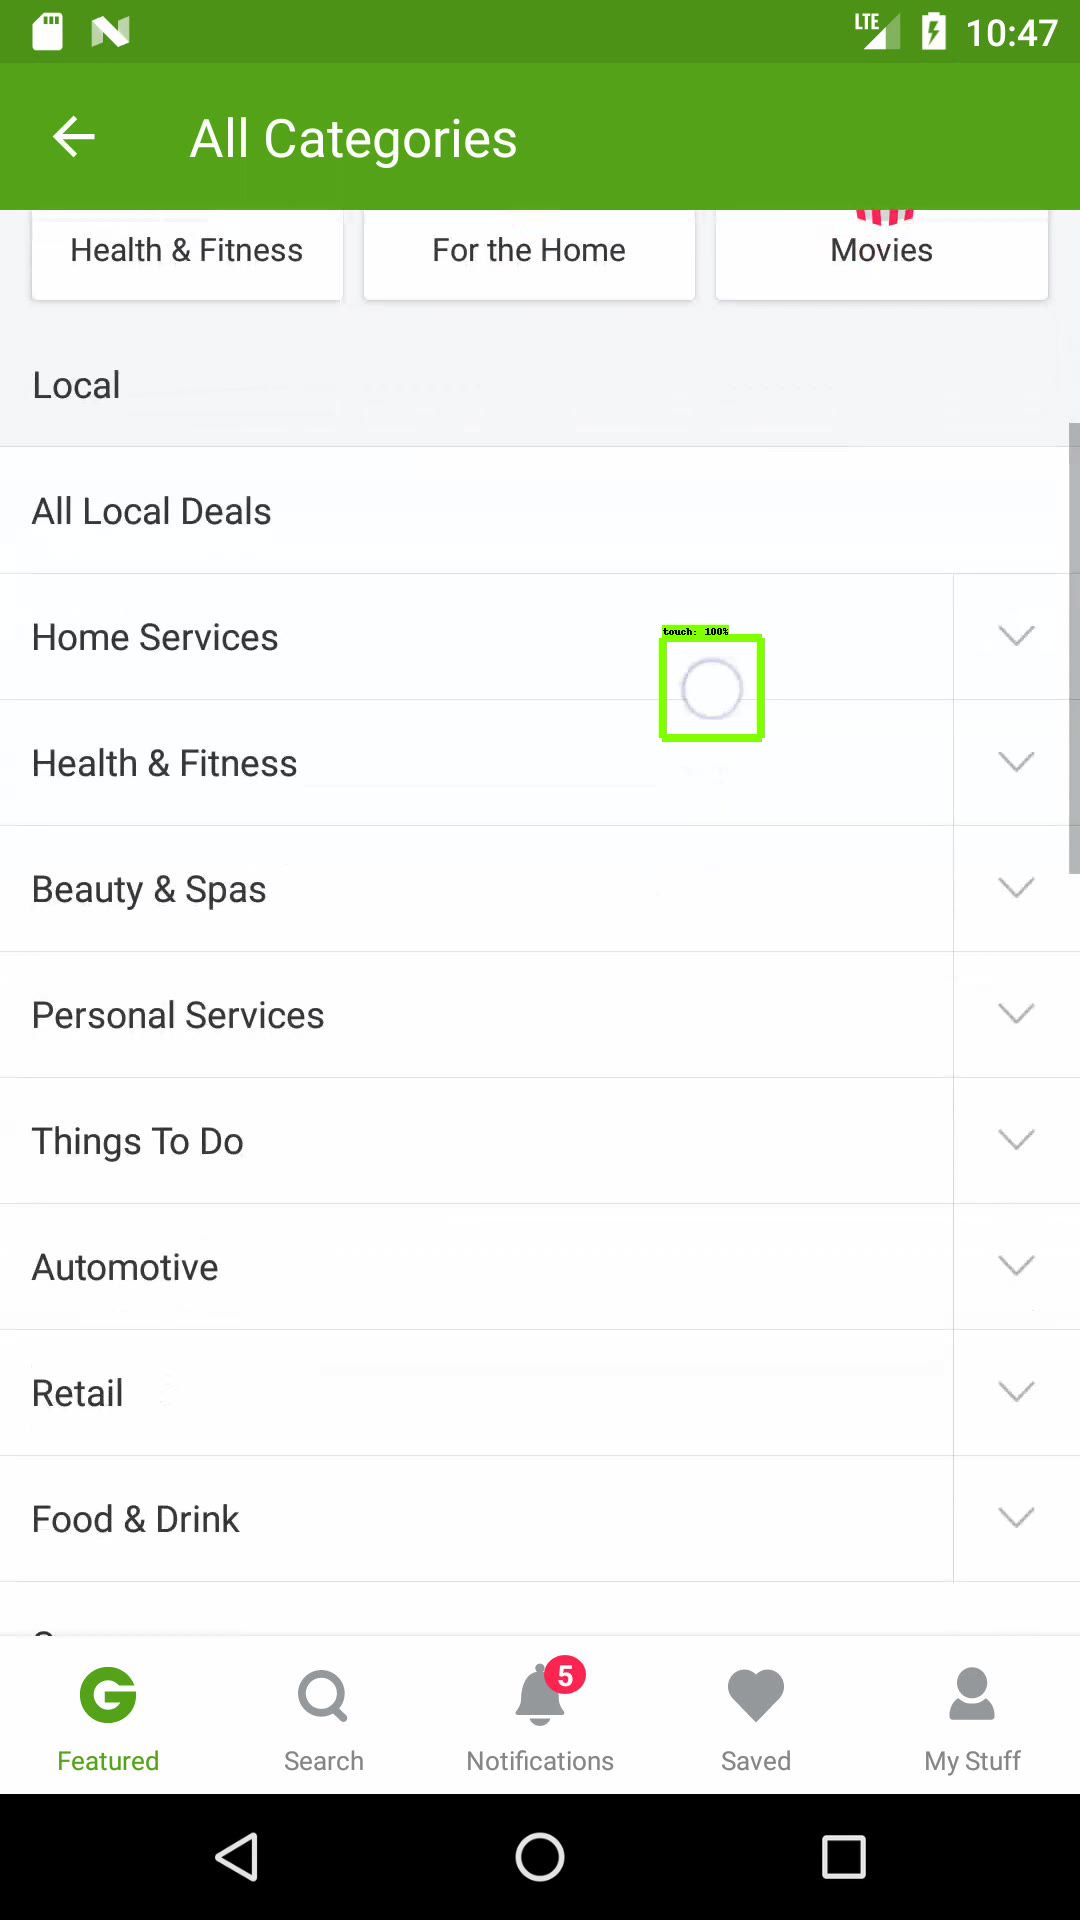 LTE 10:47
All Categories
Health & Fitness For the Home Movies
Local
All Local Deals
Home Services
touch: 100%
Health & Fitness
Beauty & Spas
Personal Services
Things To Do
Automotive
Retail
Food & Drink
5
Featured Search Notifications Saved My Stuff